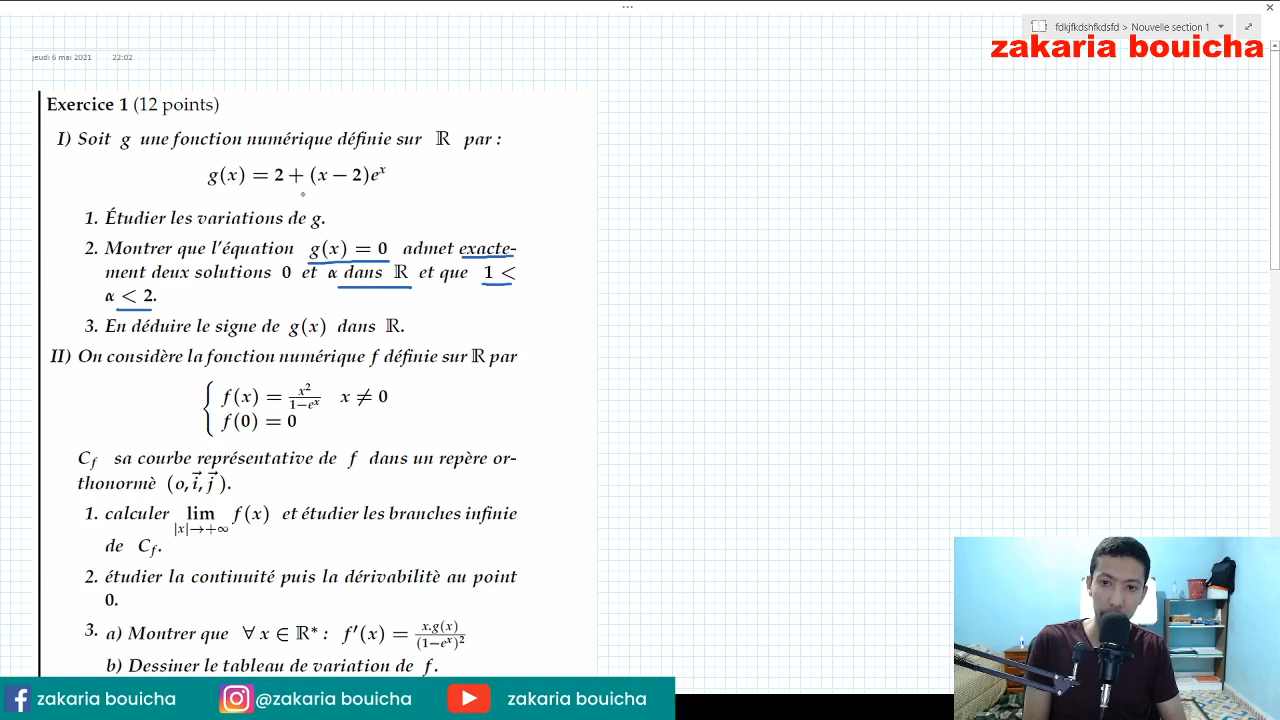 fdkjfkdshfkdsfd > Nouvelle section 1
zakaria bouicha
jeudi 6 mai 2021 22:02
Exercice 1 (12 points)
I) Soit g une fonction numérique définie sur ℝ par :
g(x) = 2 + (x − 2)eˣ
1. Étudier les variations de g.
2. Montrer que l'équation g(x) = 0 admet exacte-
ment deux solutions 0 et α dans ℝ et que 1 <
α < 2.
3. En déduire le signe de g(x) dans ℝ.
II) On considère la fonction numérique f définie sur ℝ par
{ f(x) = x²/(1−eˣ) x ≠ 0
f(0) = 0
C_f sa courbe représentative de f dans un repère or-
thonormè (o, i⃗, j⃗).
1. calculer lim f(x) et étudier les branches infinie
|x|→+∞
de C_f.
2. étudier la continuité puis la dérivabilitè au point
0.
3. a) Montrer que ∀ x ∈ ℝ* : f′(x) = x.g(x)/(1−eˣ)²
b) Dessiner le tableau de variation de f.
zakaria bouicha @zakaria bouicha zakaria bouicha